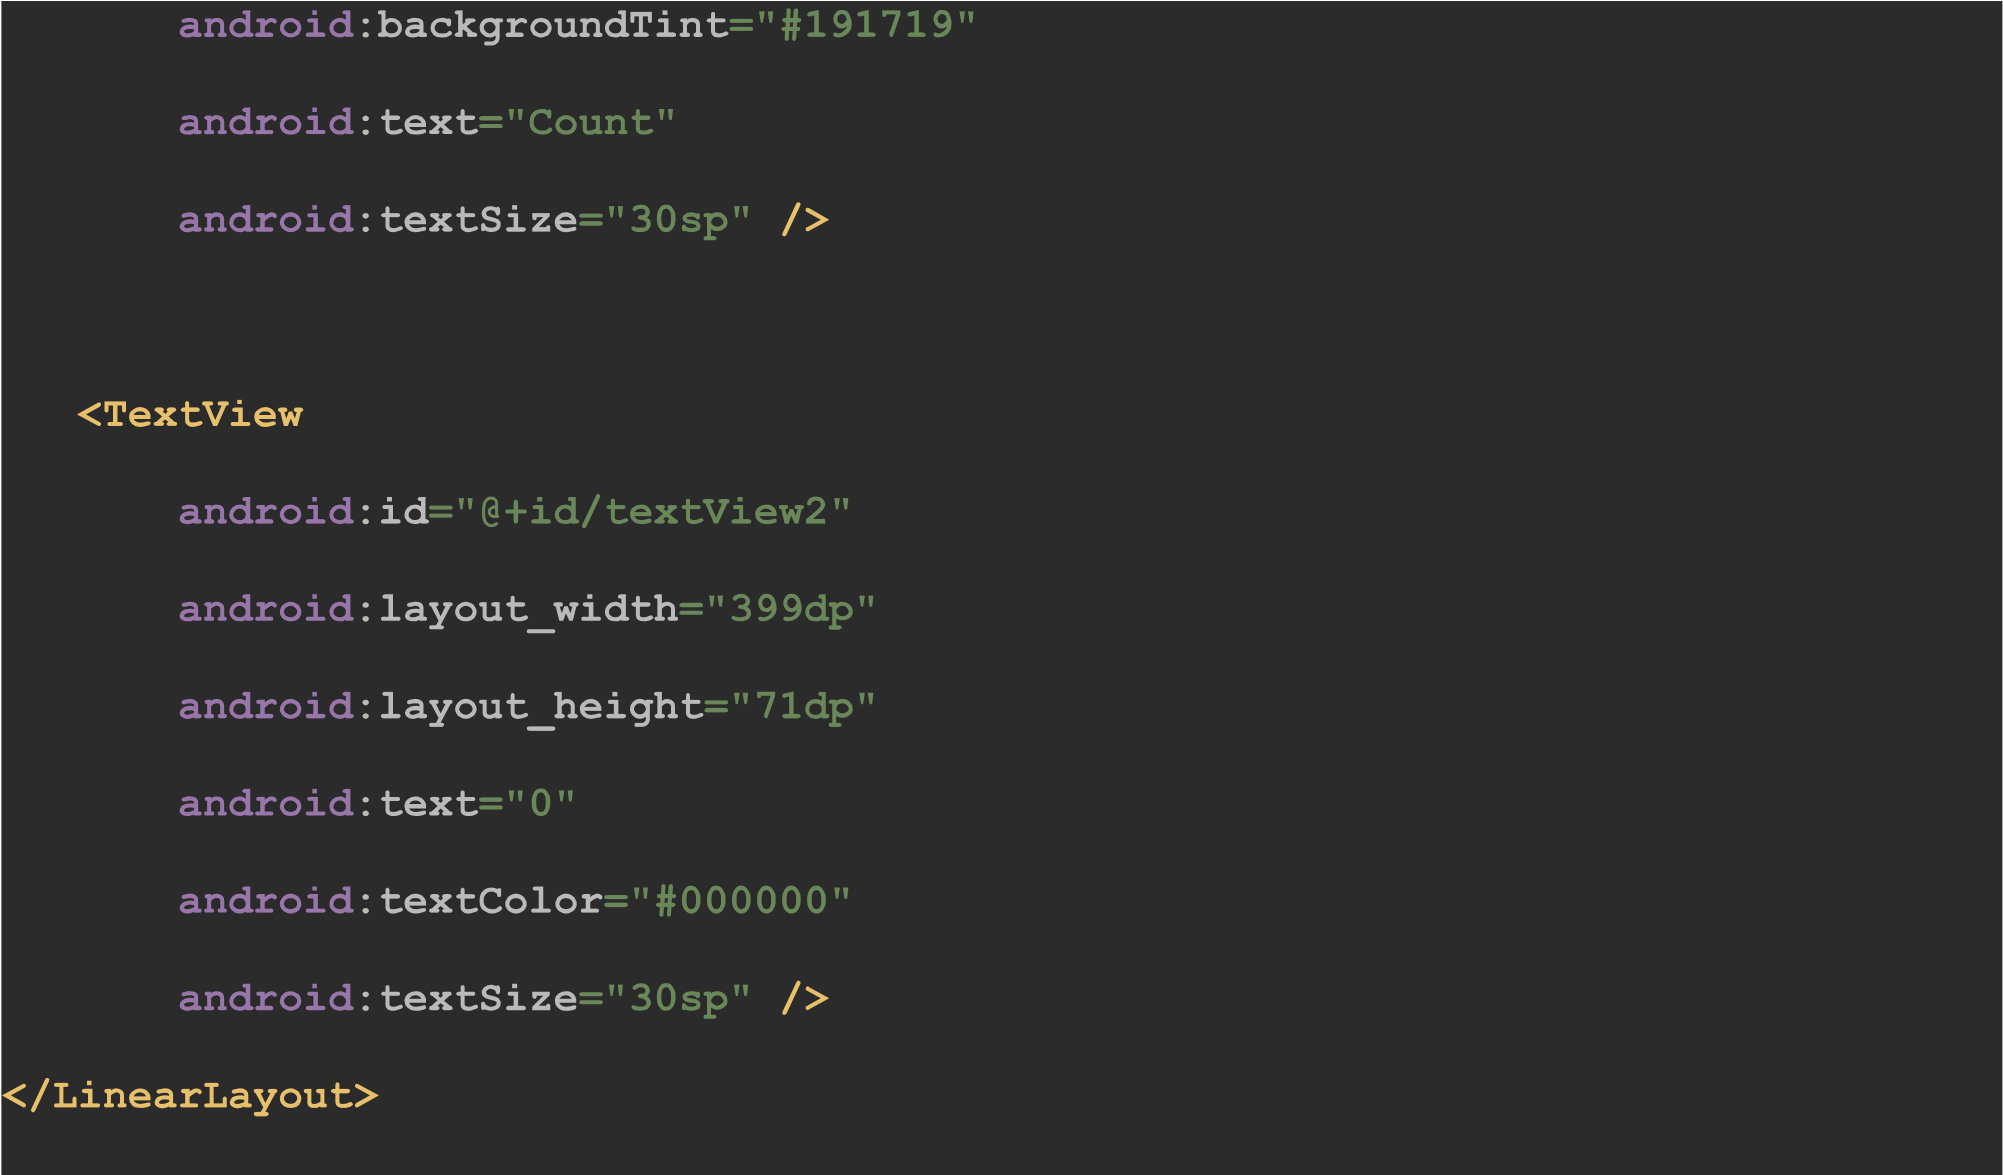 android:backgroundTint="#191719"
android:text="Count"
android:textSize="30sp" />
<TextView
android:id="@+id/textView2"
android:layout_width="399dp"
android:layout_height="71dp"
android:text="0"
android:textColor="#000000"
android:textSize="30sp" />
</LinearLayout>